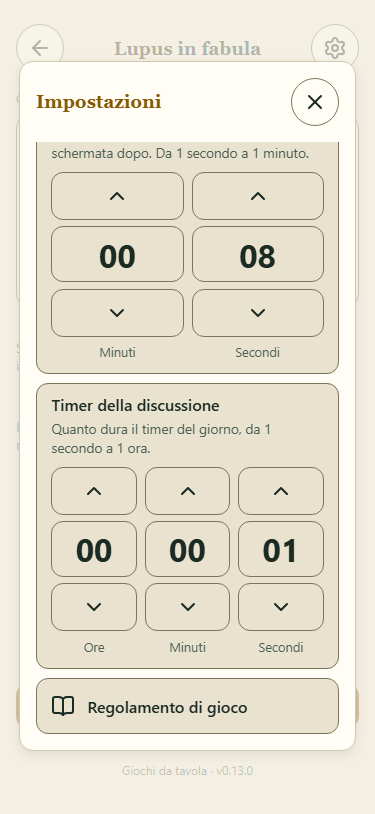 Lupus in fabula
Impostazioni
schermata dopo. Da 1 secondo a 1 minuto.
00 08
Minuti Secondi
Timer della discussione
Quanto dura il timer del giorno, da 1
secondo a 1 ora.
00 00 01
Ore Minuti Secondi
Regolamento di gioco
Giochi da tavola · v0.13.0